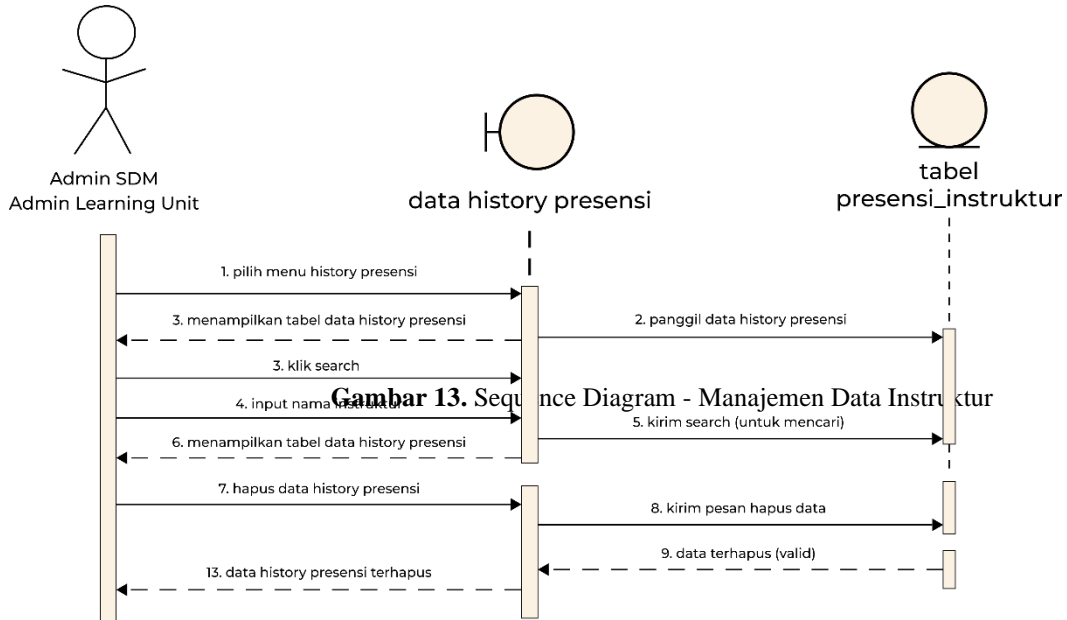 Admin SDM
Admin Learning Unit
data history presensi
tabel
presensi_instruktur
1. pilih menu history presensi
3. menampilkan tabel data history presensi
2. panggil data history presensi
3. klik search
Gambar 13. Sequence Diagram - Manajemen Data Instruktur
4. input nama instruktur
5. kirim search (untuk mencari)
6. menampilkan tabel data history presensi
7. hapus data history presensi
8. kirim pesan hapus data
9. data terhapus (valid)
13. data history presensi terhapus